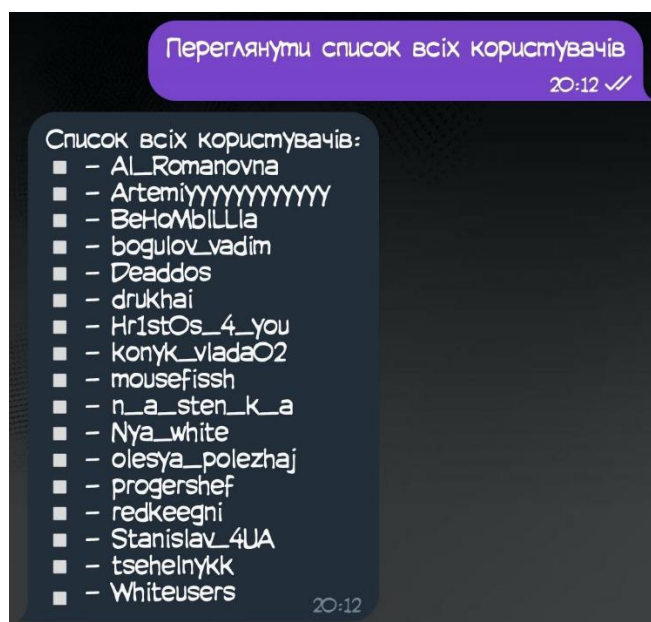 Переглянути список всіх користувачів
20:12
Список всіх користувачів:
- Al_Romanovna
- Artemiyyyyyyyyyyyy
- BeHoMbILLIa
- bogulov_vadim
- Deaddos
- drukhai
- Hr1stOs_4_you
- konyk_vlada02
- mousefissh
- n_a_sten_k_a
- Nya_white
- olesya_polezhaj
- progershef
- redkeegni
- Stanislav_4UA
- tsehelnykk
- Whiteusers
20:12